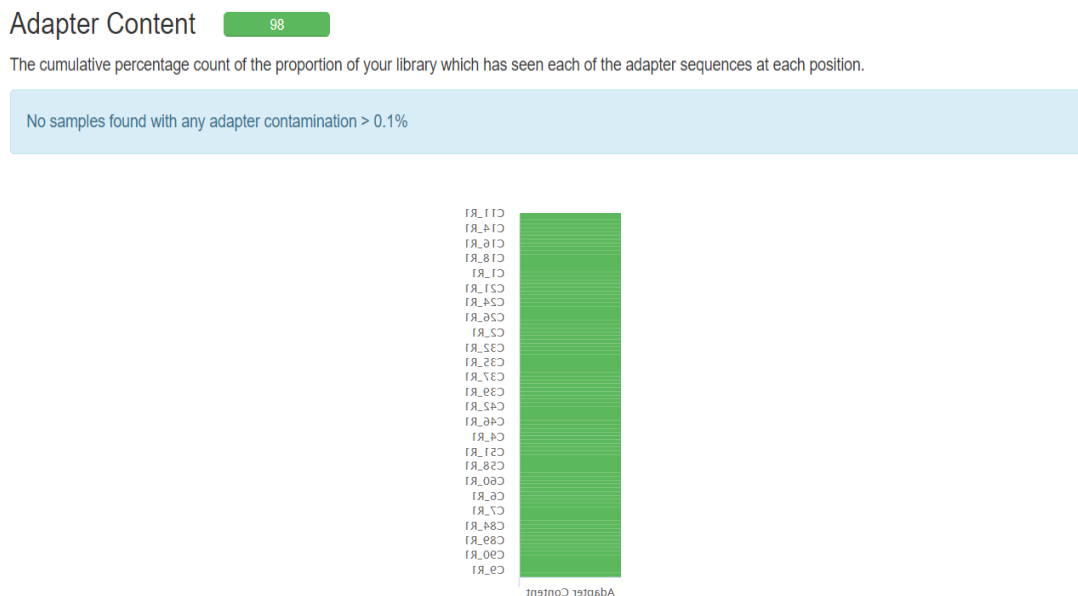 Adapter Content 98
The cumulative percentage count of the proportion of your library which has seen each of the adapter sequences at each position.
No samples found with any adapter contamination > 0.1%
C11_R1
C14_R1
C16_R1
C18_R1
C1_R1
C21_R1
C24_R1
C26_R1
C2_R1
C32_R1
C35_R1
C37_R1
C39_R1
C42_R1
C46_R1
C4_R1
C51_R1
C58_R1
C60_R1
C6_R1
C7_R1
C84_R1
C89_R1
C90_R1
C9_R1
Adapter Content